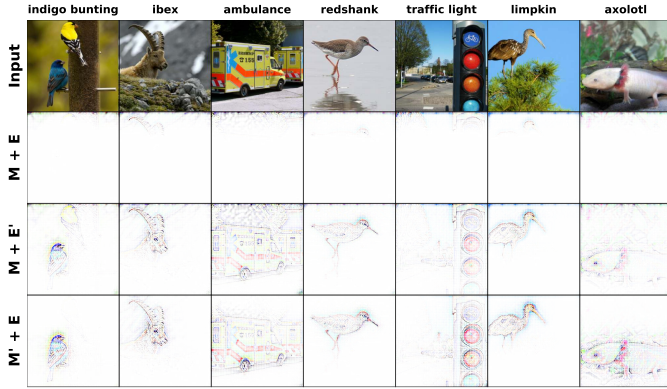 indigo bunting ibex ambulance redshank traffic light limpkin axolotl
Input
M + E
M + E'
M' + E